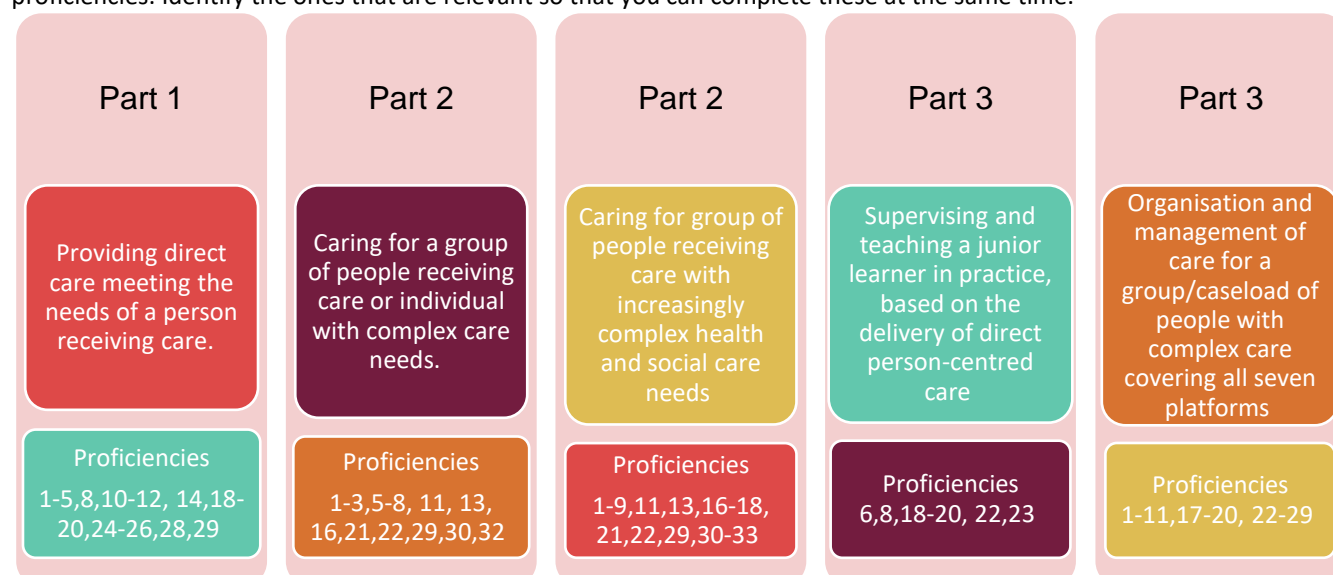 proficiencies. Identify the ones that are relevant so that you can complete these at the same time.
Part 1
Providing direct
care meeting the
needs of a person
receiving care.
Proficiencies
1-5,8,10-12, 14,18-
20,24-26,28,29
Part 2
Caring for a group
of people receiving
care or individual
with complex care
needs.
Proficiencies
1-3,5-8, 11, 13,
16,21,22,29,30,32
Part 2
Caring for group of
people receiving
care with
increasingly
complex health
and social care
needs
Proficiencies
1-9,11,13,16-18,
21,22,29,30-33
Part 3
Supervising and
teaching a junior
learner in practice,
based on the
delivery of direct
person-centred
care
Proficiencies
6,8,18-20, 22,23
Part 3
Organisation and
management of
care for a
group/caseload of
people with
complex care
covering all seven
platforms
Proficiencies
1-11,17-20, 22-29